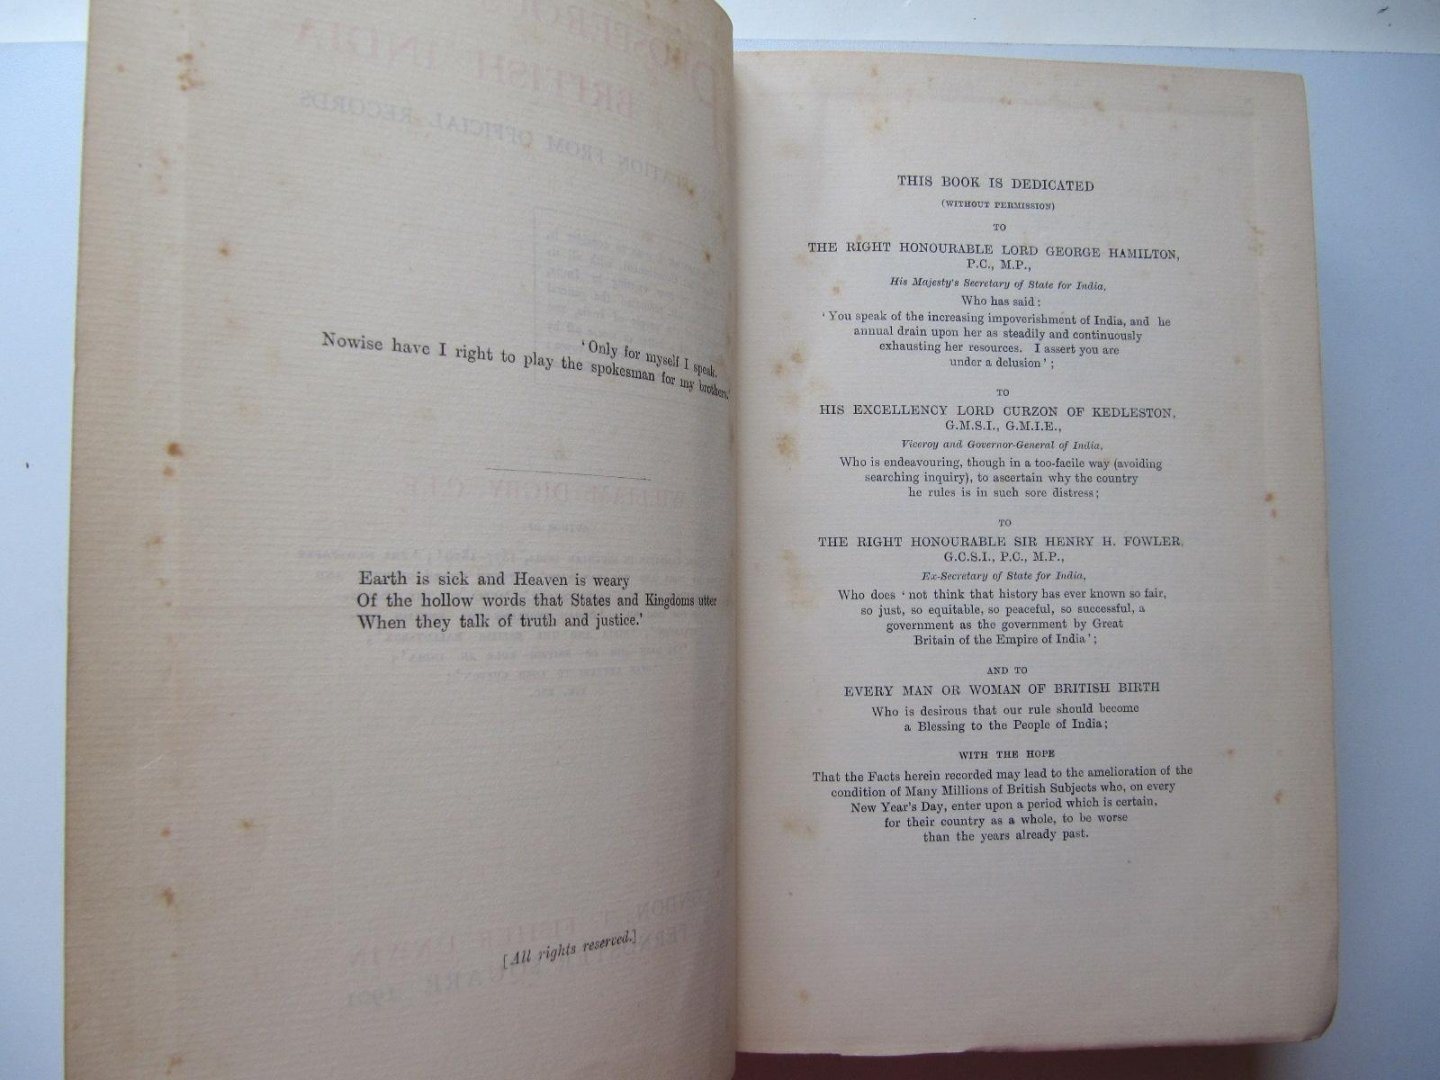 'Only for myself I speak.
Nowise have I right to play the spokesman for my brothers.'
Earth is sick and Heaven is weary
Of the hollow words that States and Kingdoms utter
When they talk of truth and justice.'
[All rights reserved.]
THIS BOOK IS DEDICATED
(WITHOUT PERMISSION)
TO
THE RIGHT HONOURABLE LORD GEORGE HAMILTON,
P.C., M.P.,
His Majesty's Secretary of State for India,
Who has said:
'You speak of the increasing impoverishment of India, and he
annual drain upon her as steadily and continuously
exhausting her resources. I assert you are
under a delusion';
TO
HIS EXCELLENCY LORD CURZON OF KEDLESTON,
G.M.S.I., G.M.I.E.,
Viceroy and Governor-General of India,
Who is endeavouring, though in a too-facile way (avoiding
searching inquiry), to ascertain why the country
he rules is in such sore distress;
TO
THE RIGHT HONOURABLE SIR HENRY H. FOWLER,
G.C.S.I., P.C., M.P.,
Ex-Secretary of State for India,
Who does 'not think that history has ever known so fair,
so just, so equitable, so peaceful, so successful, a
government as the government by Great
Britain of the Empire of India';
AND TO
EVERY MAN OR WOMAN OF BRITISH BIRTH
Who is desirous that our rule should become
a Blessing to the People of India;
WITH THE HOPE
That the Facts herein recorded may lead to the amelioration of the
condition of Many Millions of British Subjects who, on every
New Year's Day, enter upon a period which is certain,
for their country as a whole, to be worse
than the years already past.